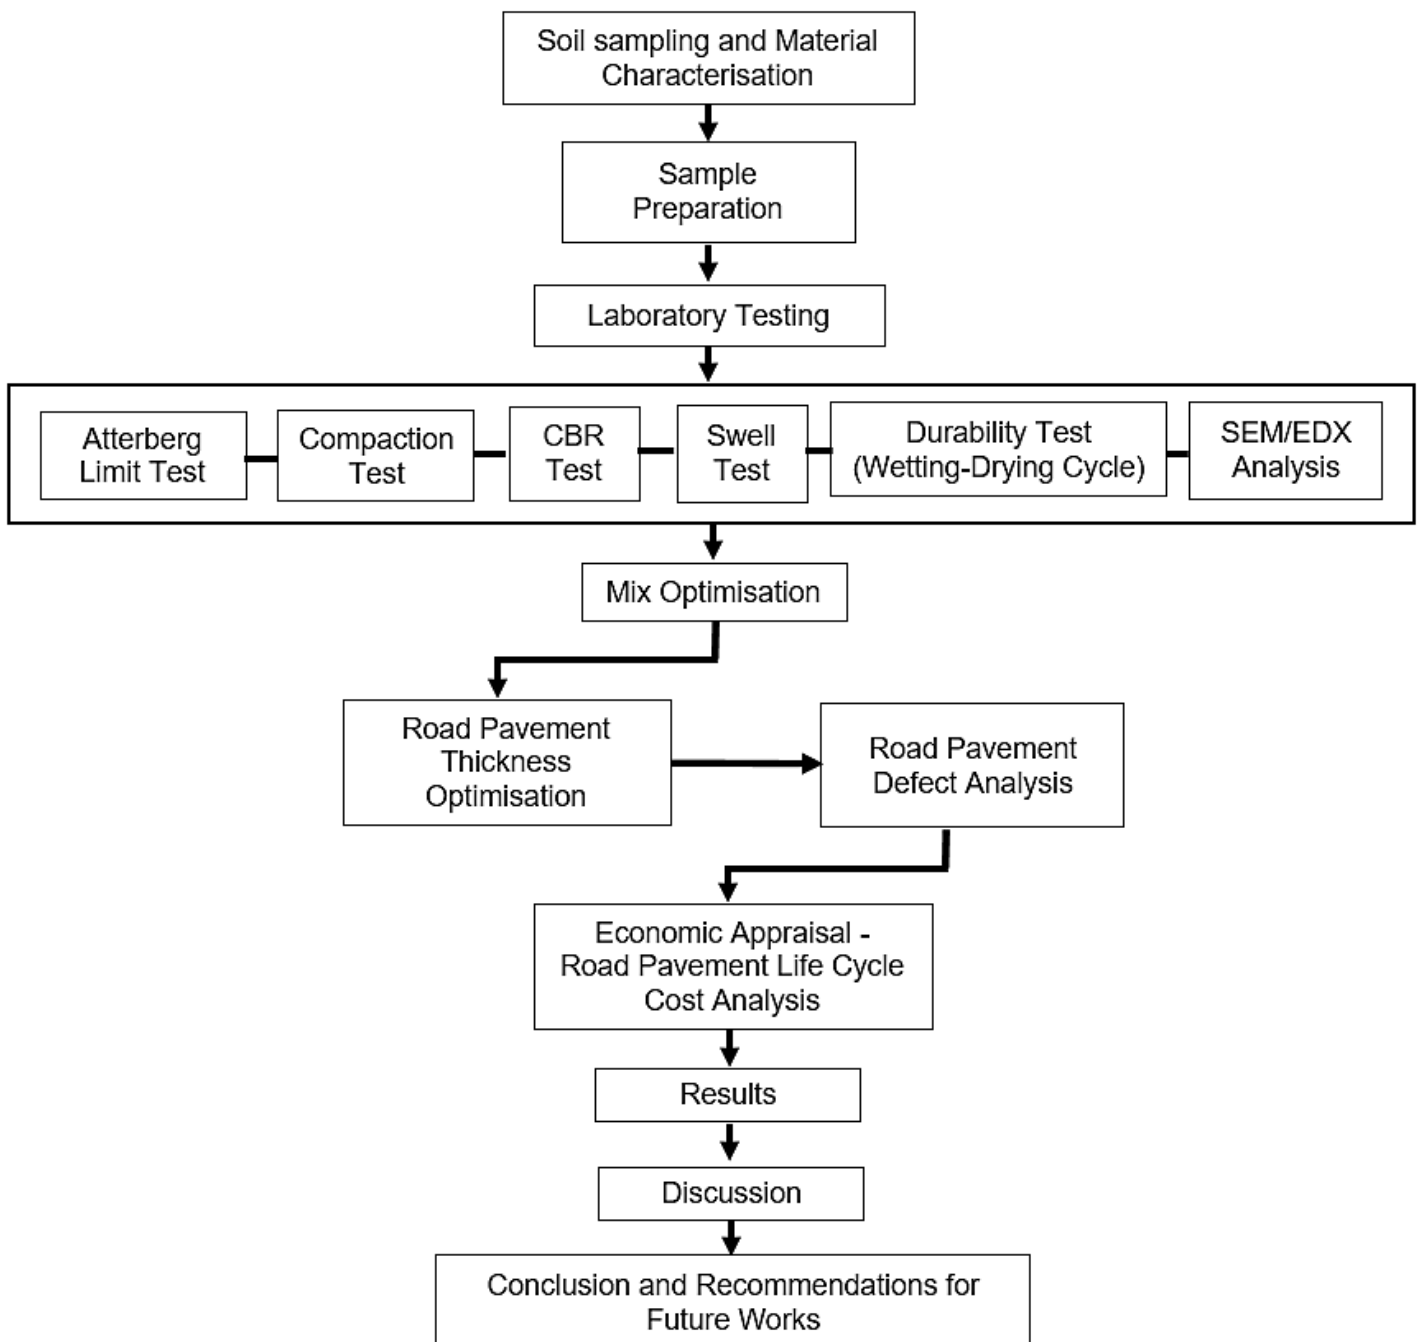 Soil sampling and Material
Characterisation
Sample
Preparation
Laboratory Testing
Atterberg
Limit Test
Compaction
Test
CBR
Test
Swell
Test
Durability Test
(Wetting-Drying Cycle)
SEM/EDX
Analysis
Mix Optimisation
Road Pavement
Thickness
Optimisation
Road Pavement
Defect Analysis
Economic Appraisal -
Road Pavement Life Cycle
Cost Analysis
Results
Discussion
Conclusion and Recommendations for
Future Works